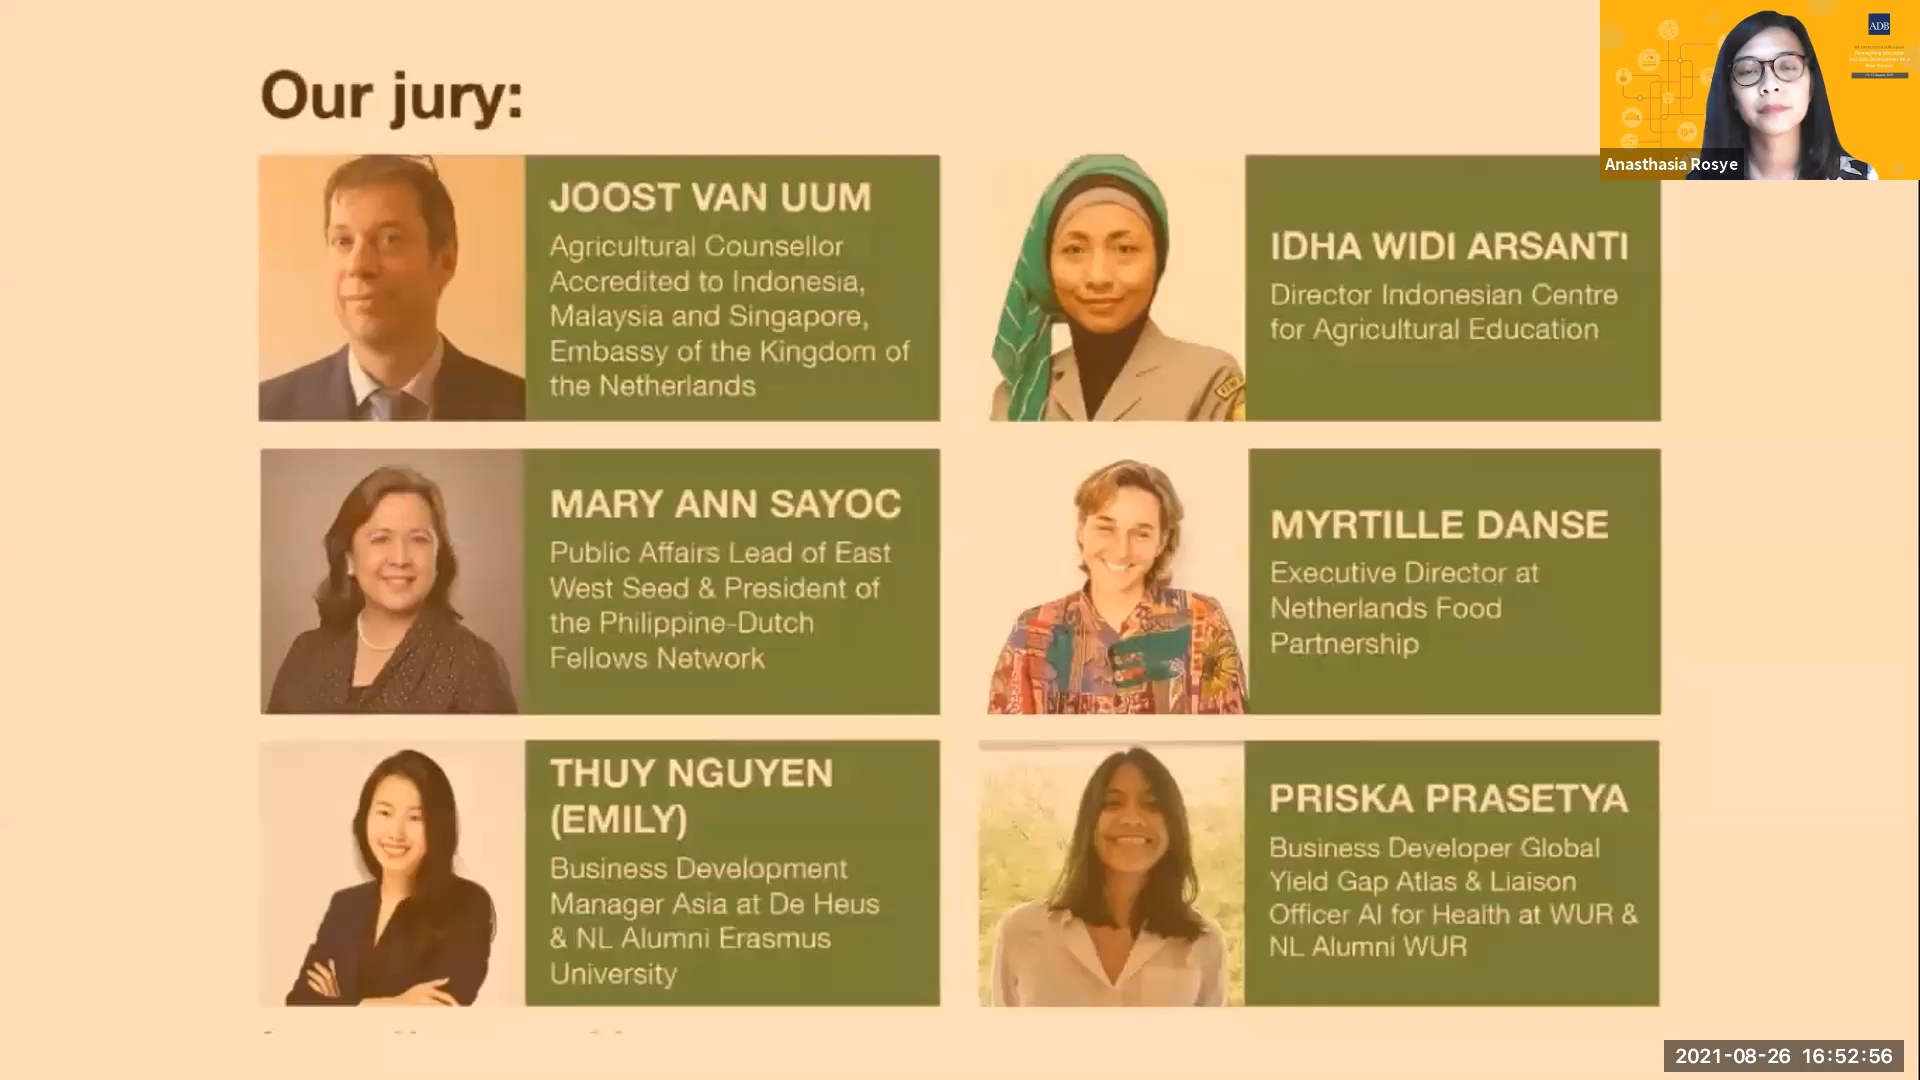 Our jury:
JOOST VAN UUM
Agricultural Counsellor
Accredited to Indonesia,
Malaysia and Singapore,
Embassy of the Kingdom of
the Netherlands
IDHA WIDI ARSANTI
Director Indonesian Centre
for Agricultural Education
MARY ANN SAYOC
Public Affairs Lead of East
West Seed & President of
the Philippine-Dutch
Fellows Network
MYRTILLE DANSE
Executive Director at
Netherlands Food
Partnership
THUY NGUYEN
(EMILY)
Business Development
Manager Asia at De Heus
& NL Alumni Erasmus
University
PRISKA PRASETYA
Business Developer Global
Yield Gap Atlas & Liaison
Officer AI for Health at WUR &
NL Alumni WUR
ADB
Anasthasia Rosye
2021-08-26 16:52:56